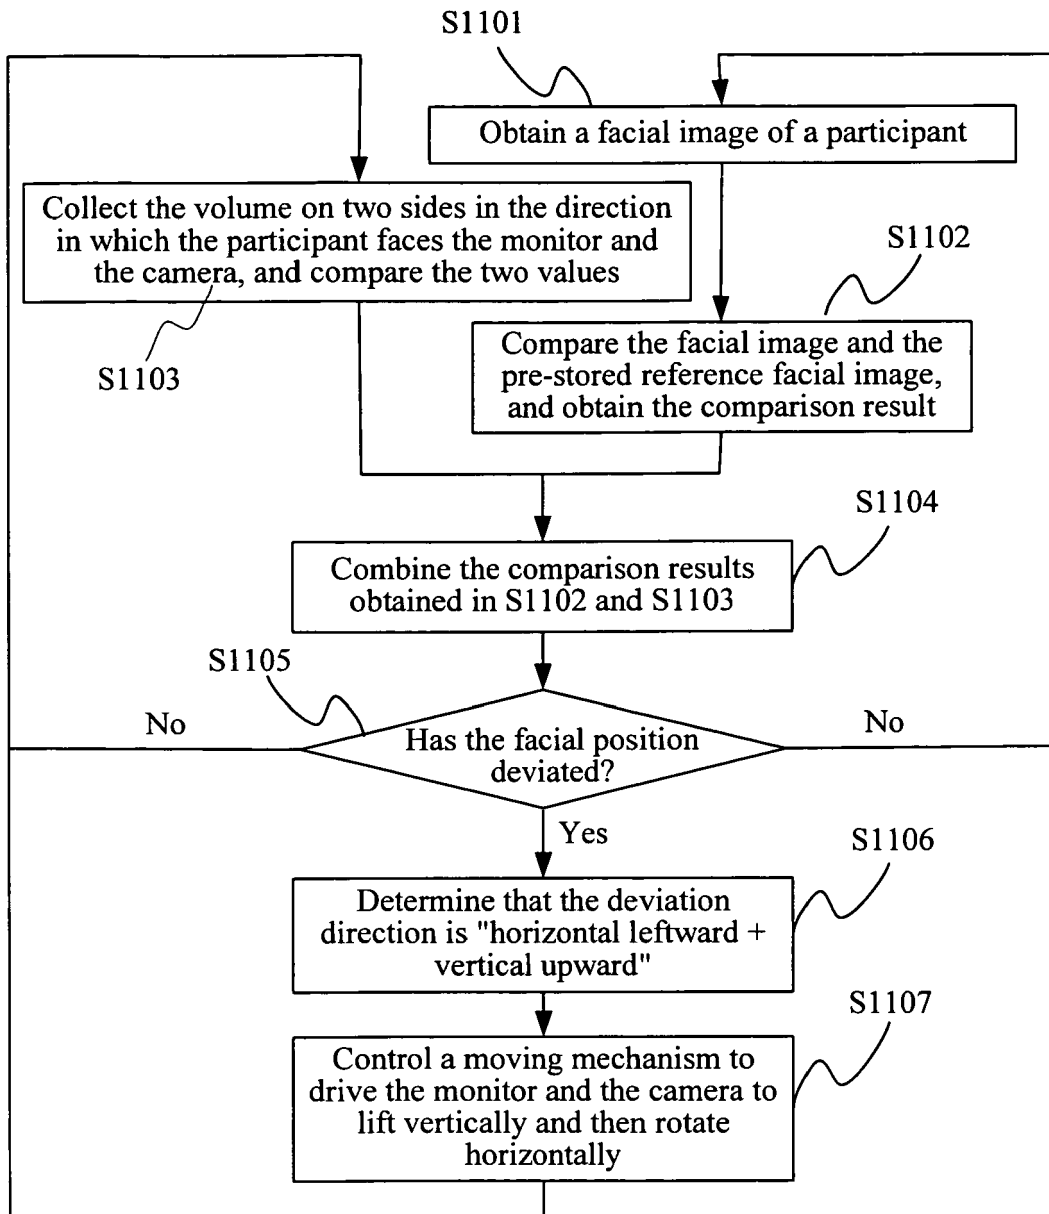 S1101
Obtain a facial image of a participant
Collect the volume on two sides in the direction
in which the participant faces the monitor and
the camera, and compare the two values
S1102
S1103
Compare the facial image and the
pre-stored reference facial image,
and obtain the comparison result
S1104
Combine the comparison results
obtained in S1102 and S1103
S1105
No
Has the facial position
deviated?
No
Yes
S1106
Determine that the deviation
direction is "horizontal leftward +
vertical upward"
S1107
Control a moving mechanism to
drive the monitor and the camera to
lift vertically and then rotate
horizontally